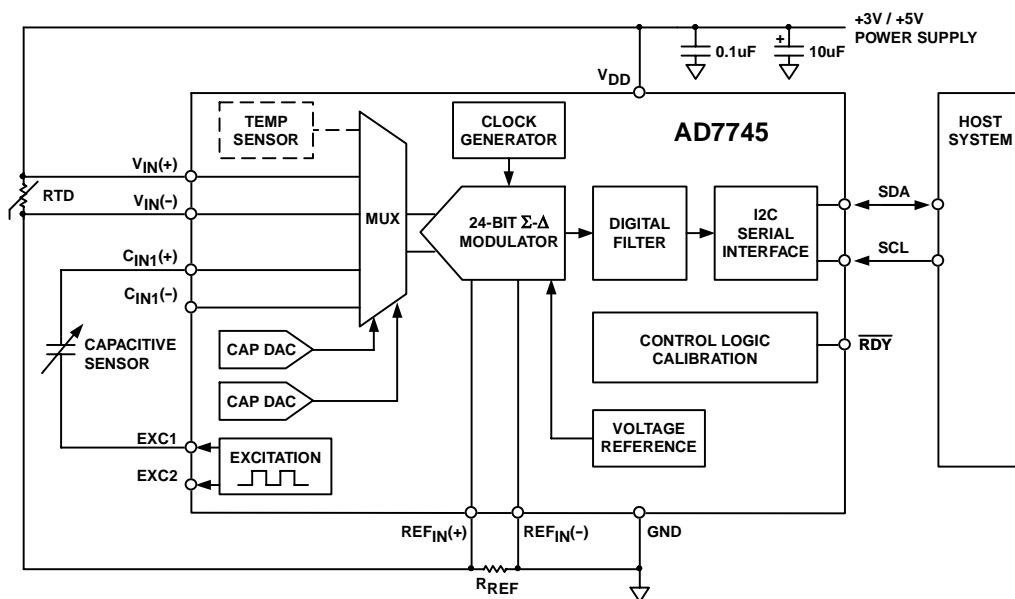 +3V / +5V
POWER SUPPLY
0.1uF
+
10uF
VDD
TEMP
SENSOR
CLOCK
GENERATOR
AD7745
HOST
SYSTEM
VIN(+)
RTD
VIN(−)
MUX
24-BIT Σ-Δ
MODULATOR
DIGITAL
FILTER
I2C
SERIAL
INTERFACE
SDA
SCL
CIN1(+)
CIN1(−)
CAPACITIVE
SENSOR
CAP DAC
CAP DAC
CONTROL LOGIC
CALIBRATION
RDY
EXC1
EXC2
EXCITATION
VOLTAGE
REFERENCE
REFIN(+)
REFIN(−)
GND
RREF